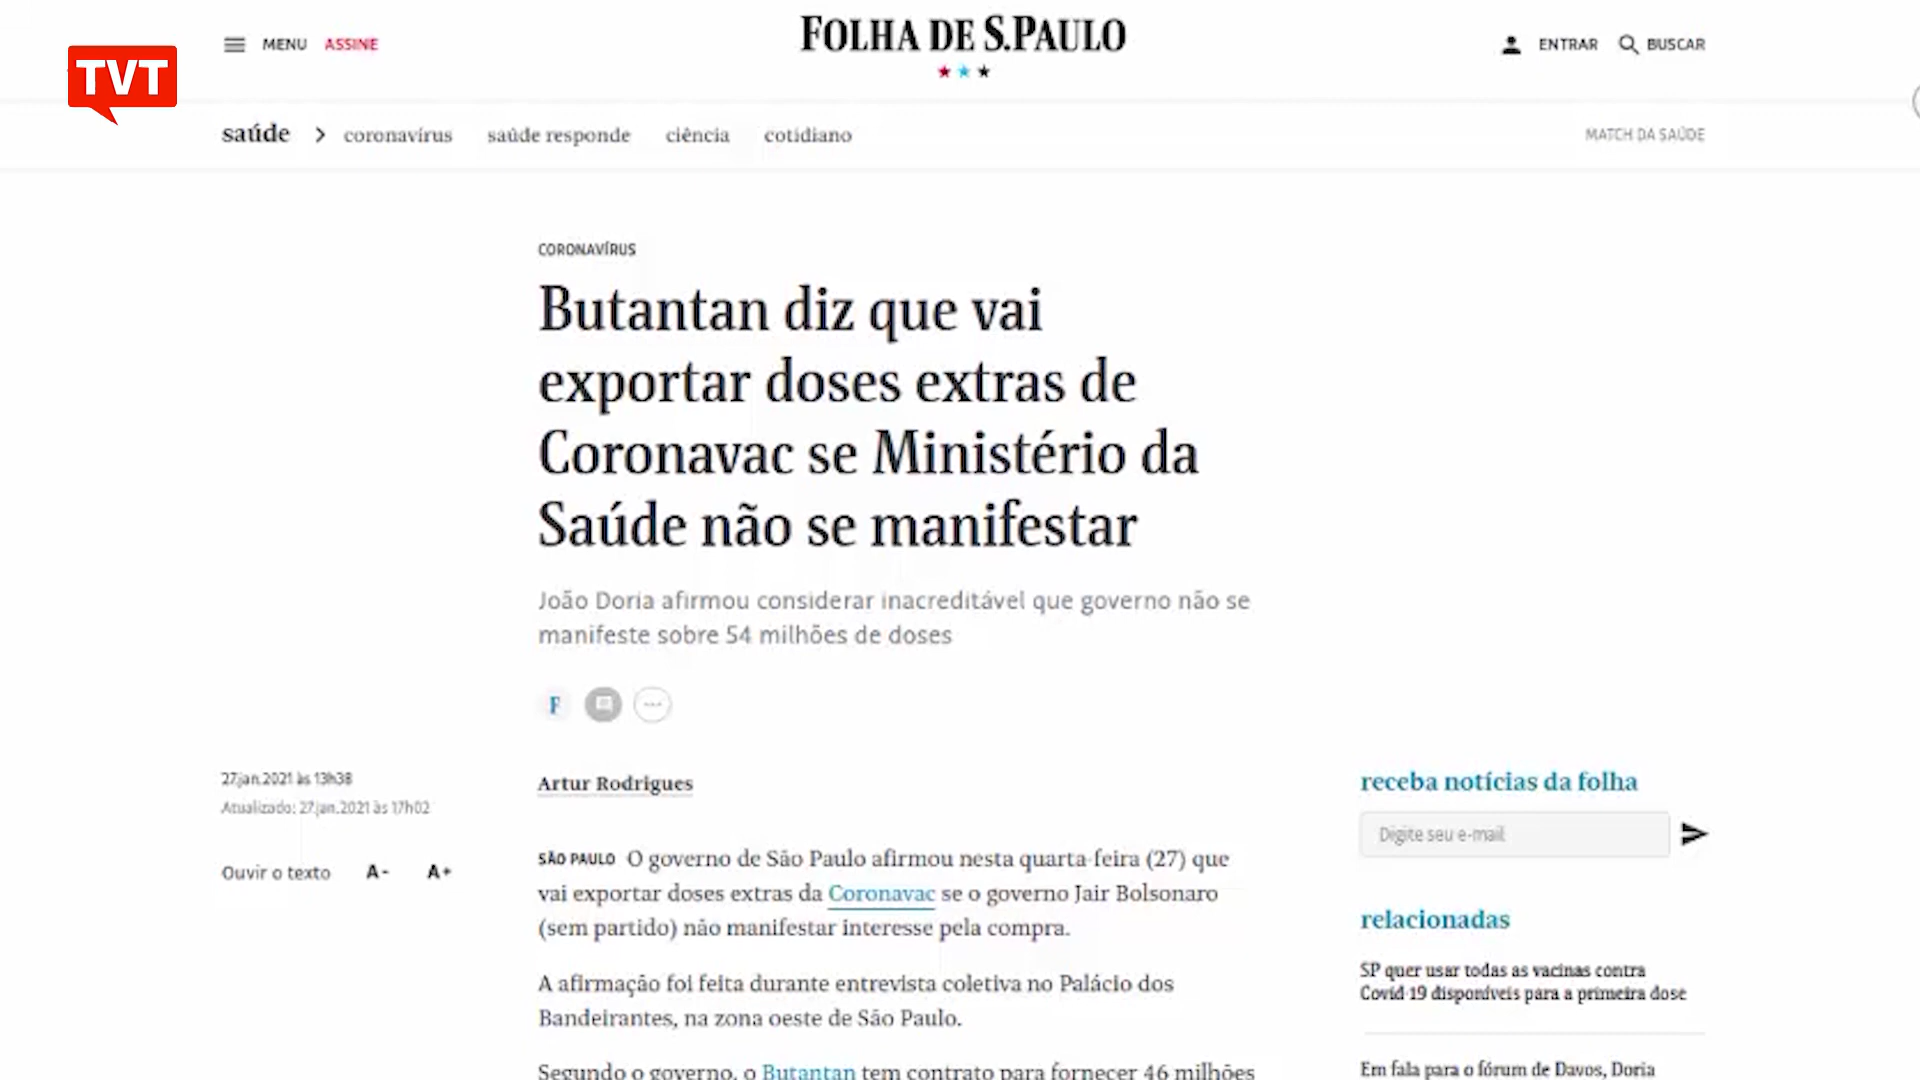 TVT
MENU ASSINE
FOLHA DE S.PAULO
ENTRAR BUSCAR
saúde > coronavírus saúde responde ciência cotidiano
MATCH DA SAÚDE
CORONAVÍRUS
Butantan diz que vai
exportar doses extras de
Coronavac se Ministério da
Saúde não se manifestar
João Doria afirmou considerar inacreditável que governo não se
manifeste sobre 54 milhões de doses
F
27.jan.2021 às 13h38
Atualizado: 27.jan.2021 às 17h02
Ouvir o texto A- A+
Artur Rodrigues
SÃO PAULO O governo de São Paulo afirmou nesta quarta-feira (27) que
vai exportar doses extras da Coronavac se o governo Jair Bolsonaro
(sem partido) não manifestar interesse pela compra.
A afirmação foi feita durante entrevista coletiva no Palácio dos
Bandeirantes, na zona oeste de São Paulo.
Segundo o governo, o Butantan tem contrato para fornecer 46 milhões
receba notícias da folha
Digite seu e-mail
relacionadas
SP quer usar todas as vacinas contra
Covid-19 disponíveis para a primeira dose
Em fala para o fórum de Davos, Doria